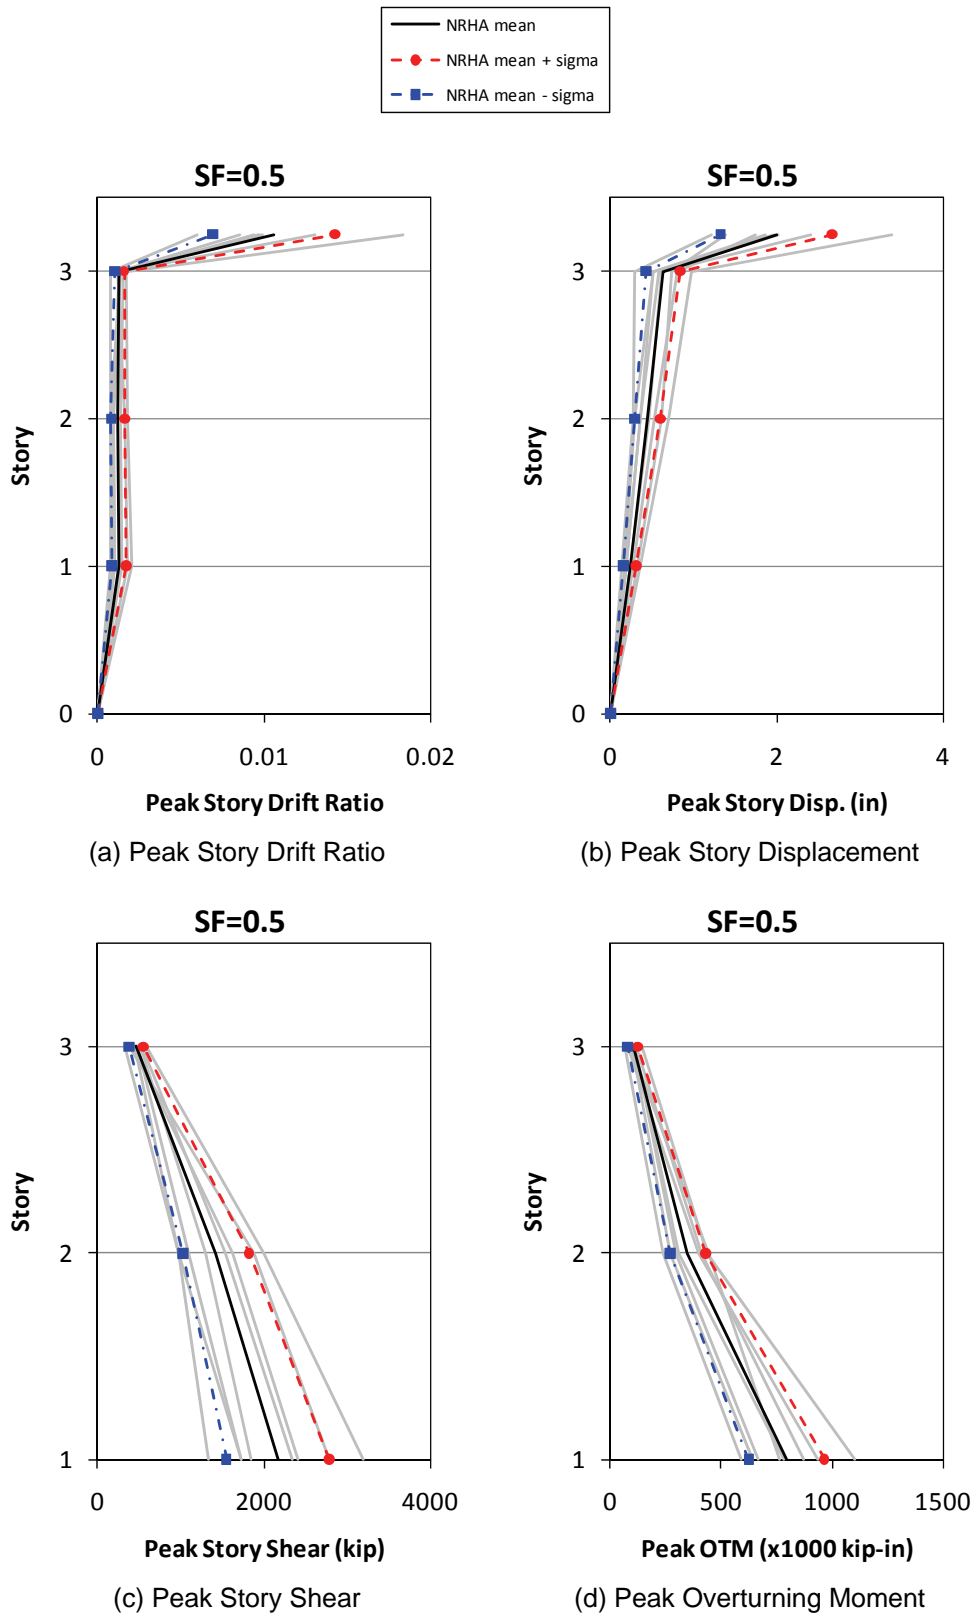 NRHA mean
NRHA mean + sigma
NRHA mean - sigma
SF=0.5
3
2
1
0
Story
0
0.01
0.02
Peak Story Drift Ratio
(a) Peak Story Drift Ratio
SF=0.5
3
2
1
0
Story
0
2
4
Peak Story Disp. (in)
(b) Peak Story Displacement
SF=0.5
3
2
1
Story
0
2000
4000
Peak Story Shear (kip)
(c) Peak Story Shear
SF=0.5
3
2
1
Story
0
500
1000
1500
Peak OTM (x1000 kip-in)
(d) Peak Overturning Moment